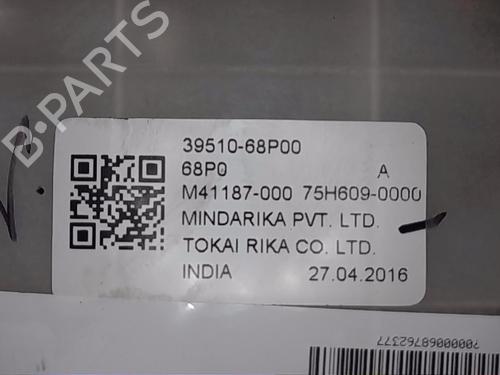 B-PARTS
39510-68P00
68P0 A
M41187-000 75H609-0000
MINDARIKA PVT. LTD.
TOKAI RIKA CO. LTD.
INDIA 27.04.2016
7000000068762377